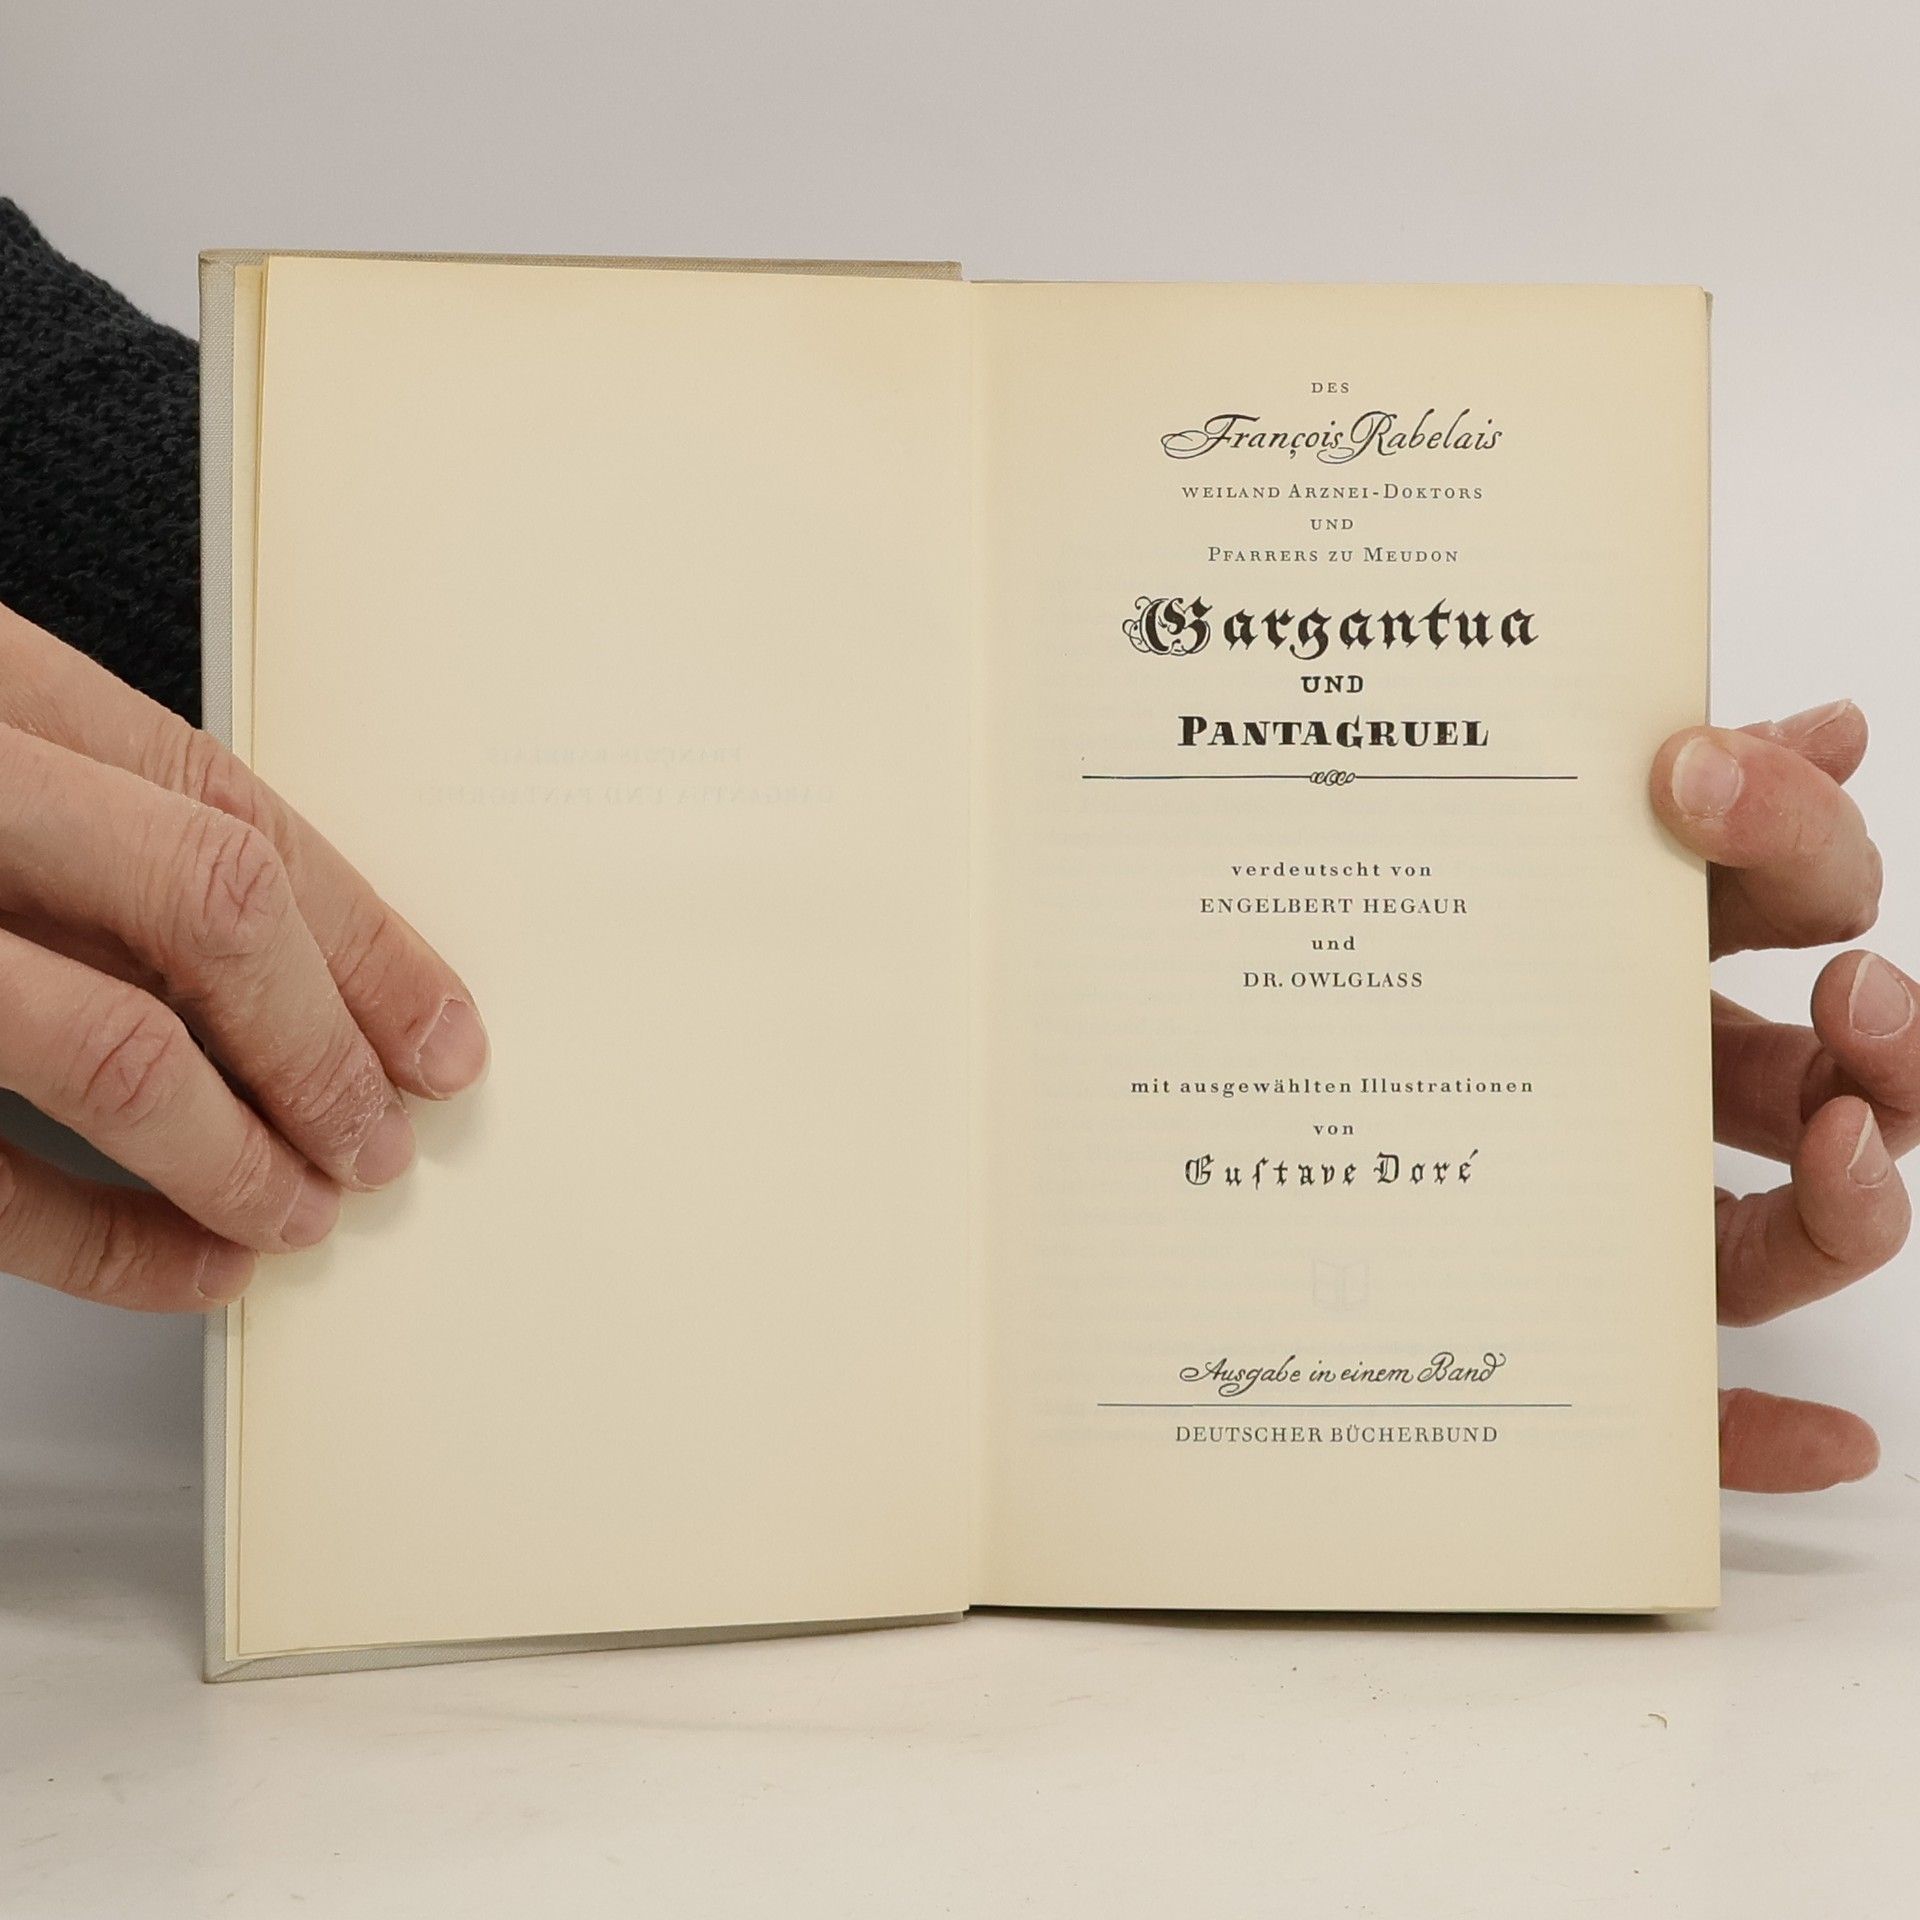 DES
François Rabelais
WEILAND ARZNEI-DOKTORS
UND
PFARRERS ZU MEUDON
Gargantua
UND
PANTAGRUEL
verdeutscht von
ENGELBERT HEGAUR
und
DR. OWLGLASS
mit ausgewählten Illustrationen
von
Guſtave Doré
Ausgabe in einem Band
DEUTSCHER BÜCHERBUND